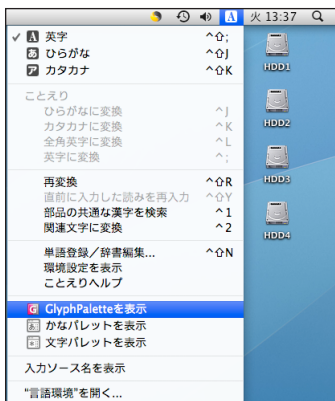 A 火 13:37
✓ A 英字 ^⇧;
あ ひらがな ^⇧J
ア カタカナ ^⇧K
ことえり
ひらがなに変換 ^J
カタカナに変換 ^K
全角英字に変換 ^L
英字に変換 ^;
再変換 ^⇧R
直前に入力した読みを再入力 ^⇧Y
部品の共通な漢字を検索 ^1
関連文字に変換 ^2
単語登録／辞書編集... ^⇧N
環境設定を表示
ことえりヘルプ
G GlyphPaletteを表示
あ かなパレットを表示
文字パレットを表示
入力ソース名を表示
"言語環境"を開く...
HDD1
HDD2
HDD3
HDD4